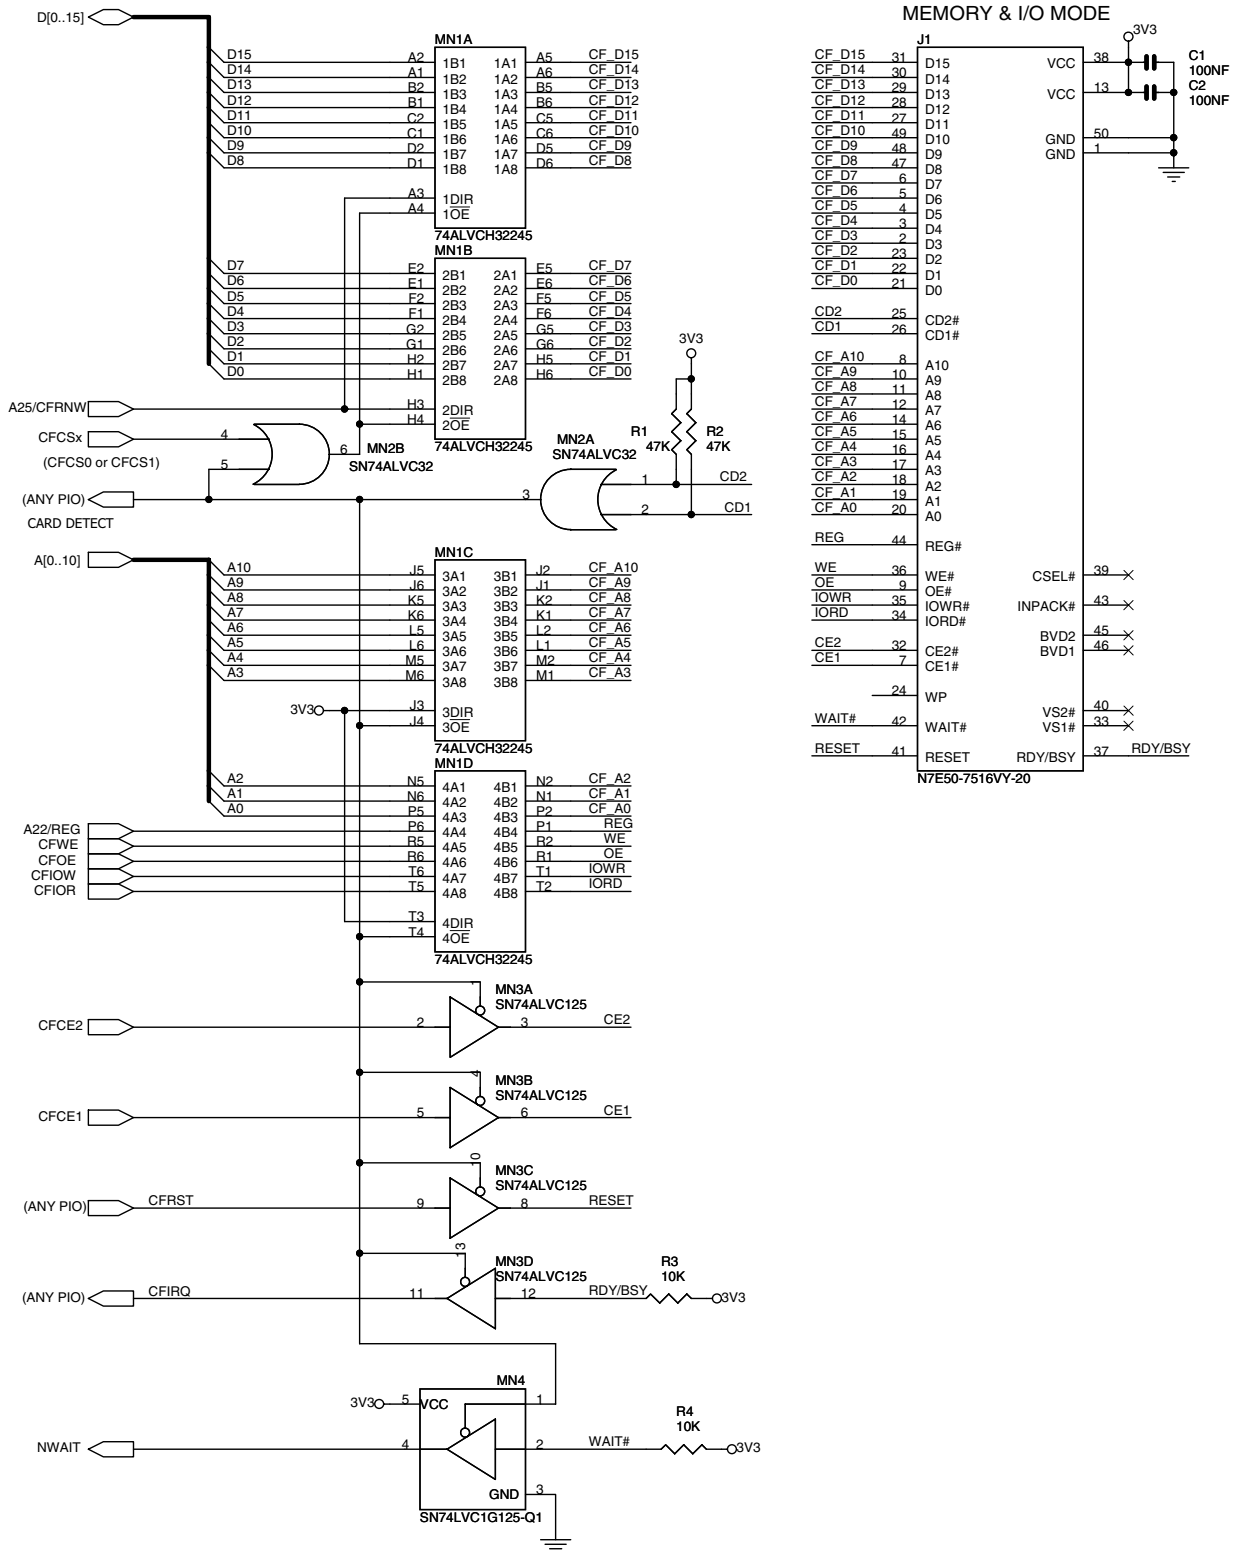 MEMORY & I/O MODE
D[0..15]
MN1A
D15 A2 1B1 1A1 A5 CF_D15
D14 A1 1B2 1A2 A6 CF_D14
D13 B2 1B3 1A3 B5 CF_D13
D12 B1 1B4 1A4 B6 CF_D12
D11 C2 1B5 1A5 C5 CF_D11
D10 C1 1B6 1A6 C6 CF_D10
D9 D2 1B7 1A7 D5 CF_D9
D8 D1 1B8 1A8 D6 CF_D8
A3 1DIR
A4 1OE
74ALVCH32245
MN1B
D7 E2 2B1 2A1 E5 CF_D7
D6 E1 2B2 2A2 E6 CF_D6
D5 F2 2B3 2A3 F5 CF_D5
D4 F1 2B4 2A4 F6 CF_D4
D3 G2 2B5 2A5 G5 CF_D3
D2 G1 2B6 2A6 G6 CF_D2
D1 H2 2B7 2A7 H5 CF_D1
D0 H1 2B8 2A8 H6 CF_D0
A25/CFRNW H3 2DIR
H4 2OE
74ALVCH32245
CFCSx 4
(CFCS0 or CFCS1) 5
6 MN2B
SN74ALVC32
3V3
R1 47K
R2 47K
MN2A
SN74ALVC32
1 CD2
2 CD1
3
(ANY PIO)
CARD DETECT
A[0..10]
MN1C
A10 J5 3A1 3B1 J2 CF_A10
A9 J6 3A2 3B2 J1 CF_A9
A8 K5 3A3 3B3 K2 CF_A8
A7 K6 3A4 3B4 K1 CF_A7
A6 L5 3A5 3B5 L2 CF_A6
A5 L6 3A6 3B6 L1 CF_A5
A4 M5 3A7 3B7 M2 CF_A4
A3 M6 3A8 3B8 M1 CF_A3
3V3 J3 3DIR
J4 3OE
74ALVCH32245
MN1D
A2 N5 4A1 4B1 N2 CF_A2
A1 N6 4A2 4B2 N1 CF_A1
A0 P5 4A3 4B3 P2 CF_A0
A22/REG P6 4A4 4B4 P1 REG
CFWE R5 4A5 4B5 R2 WE
CFOE R6 4A6 4B6 R1 OE
CFIOW T6 4A7 4B7 T1 IOWR
CFIOR T5 4A8 4B8 T2 IORD
T3 4DIR
T4 4OE
74ALVCH32245
1 MN3A
SN74ALVC125
CFCE2 2 3 CE2
4 MN3B
SN74ALVC125
CFCE1 5 6 CE1
10 MN3C
SN74ALVC125
(ANY PIO) CFRST 9 8 RESET
13 MN3D
SN74ALVC125
(ANY PIO) CFIRQ 11 12 RDY/BSY R3 10K 3V3
MN4
3V3 5 VCC 1
NWAIT 4 2 WAIT# R4 10K 3V3
GND 3
SN74LVC1G125-Q1
J1
3V3
CF_D15 31 D15 VCC 38 C1 100NF
CF_D14 30 D14
CF_D13 29 D13 VCC 13 C2 100NF
CF_D12 28 D12
CF_D11 27 D11
CF_D10 49 D10 GND 50
CF_D9 48 D9 GND 1
CF_D8 47 D8
CF_D7 6 D7
CF_D6 5 D6
CF_D5 4 D5
CF_D4 3 D4
CF_D3 2 D3
CF_D2 23 D2
CF_D1 22 D1
CF_D0 21 D0
CD2 25 CD2#
CD1 26 CD1#
CF_A10 8 A10
CF_A9 10 A9
CF_A8 11 A8
CF_A7 12 A7
CF_A6 14 A6
CF_A5 15 A5
CF_A4 16 A4
CF_A3 17 A3
CF_A2 18 A2
CF_A1 19 A1
CF_A0 20 A0
REG 44 REG#
WE 36 WE# CSEL# 39
OE 9 OE#
IOWR 35 IOWR# INPACK# 43
IORD 34 IORD#
BVD2 45
CE2 32 CE2# BVD1 46
CE1 7 CE1#
24 WP
VS2# 40
WAIT# 42 WAIT# VS1# 33
RESET 41 RESET RDY/BSY 37 RDY/BSY
N7E50-7516VY-20